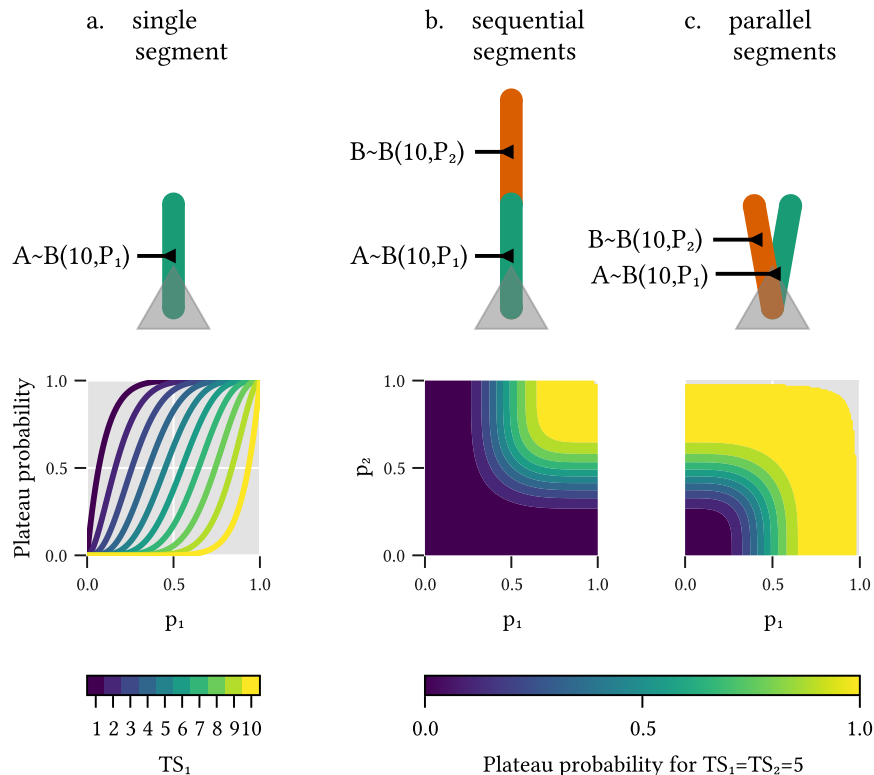 a. single segment
b. sequential segments
c. parallel segments
B~B(10,P₂)
A~B(10,P₁)
A~B(10,P₁)
B~B(10,P₂)
A~B(10,P₁)
Plateau probability
1.0
0.5
0.0
0.0 0.5 1.0
p₁
p₂
1.0
0.5
0.0
0.0 0.5 1.0
p₁
0.0 0.5 1.0
p₁
1 2 3 4 5 6 7 8 9 10
TS₁
0.0 0.5 1.0
Plateau probability for TS₁=TS₂=5